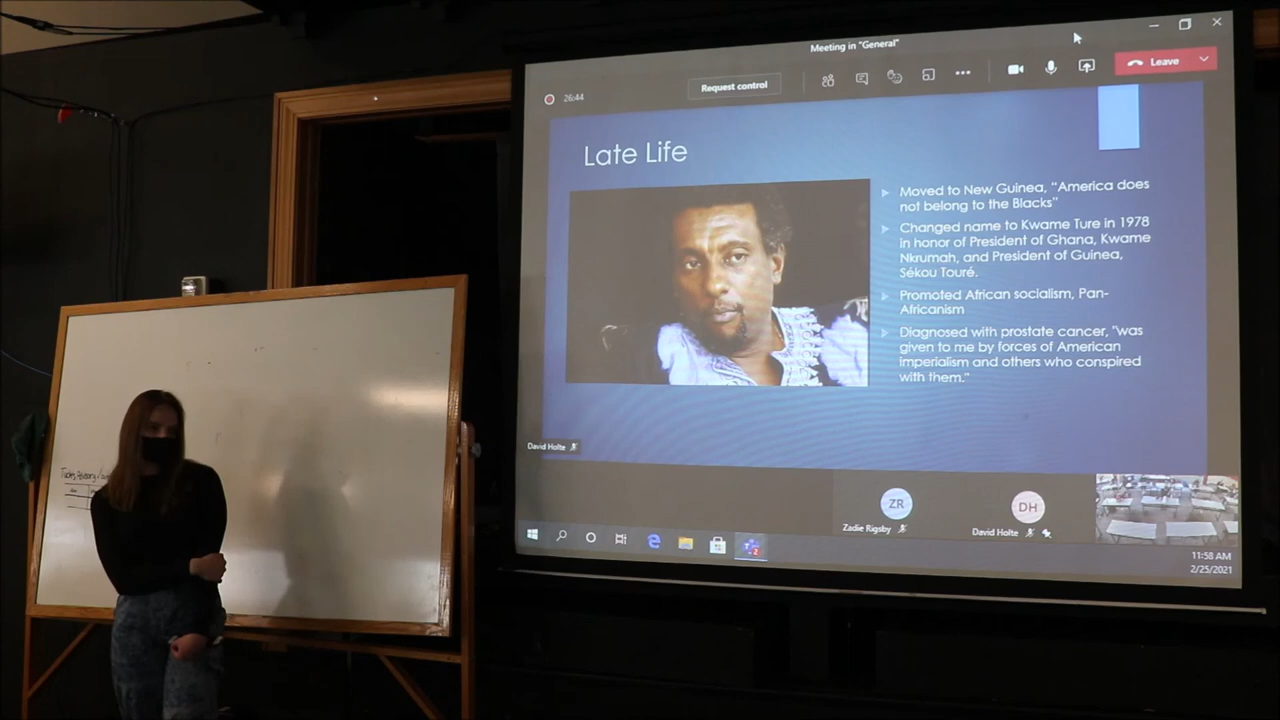 Meeting in "General"
26:44
Request control
Leave
Late Life
Moved to New Guinea, "America does
not belong to the Blacks"
Changed name to Kwame Ture in 1978
in honor of President of Ghana, Kwame
Nkrumah, and President of Guinea,
Sékou Touré.
Promoted African socialism, Pan-
Africanism
Diagnosed with prostate cancer, "was
given to me by forces of American
imperialism and others who conspired
with them."
David Holte
ZR
DH
Zadie Rigsby
David Holte
2
11:58 AM
2/25/2021